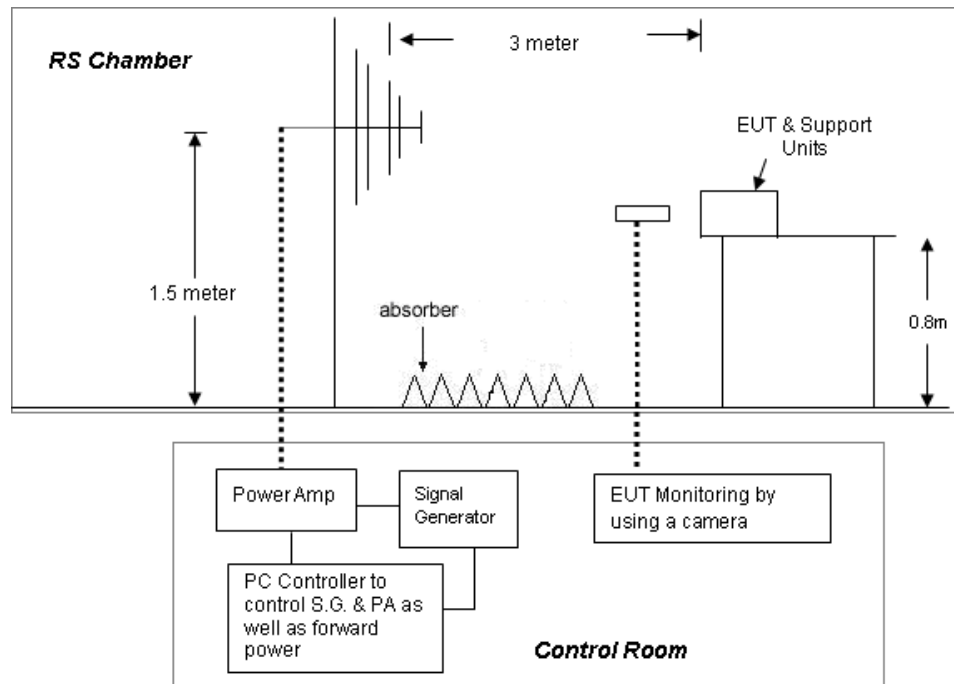 3 meter
RS Chamber
EUT & Support
Units
1.5 meter
absorber
0.8m
Power Amp
Signal
Generator
EUT Monitoring by
using a camera
PC Controller to
control S.G. & PA as
well as forward
power
Control Room